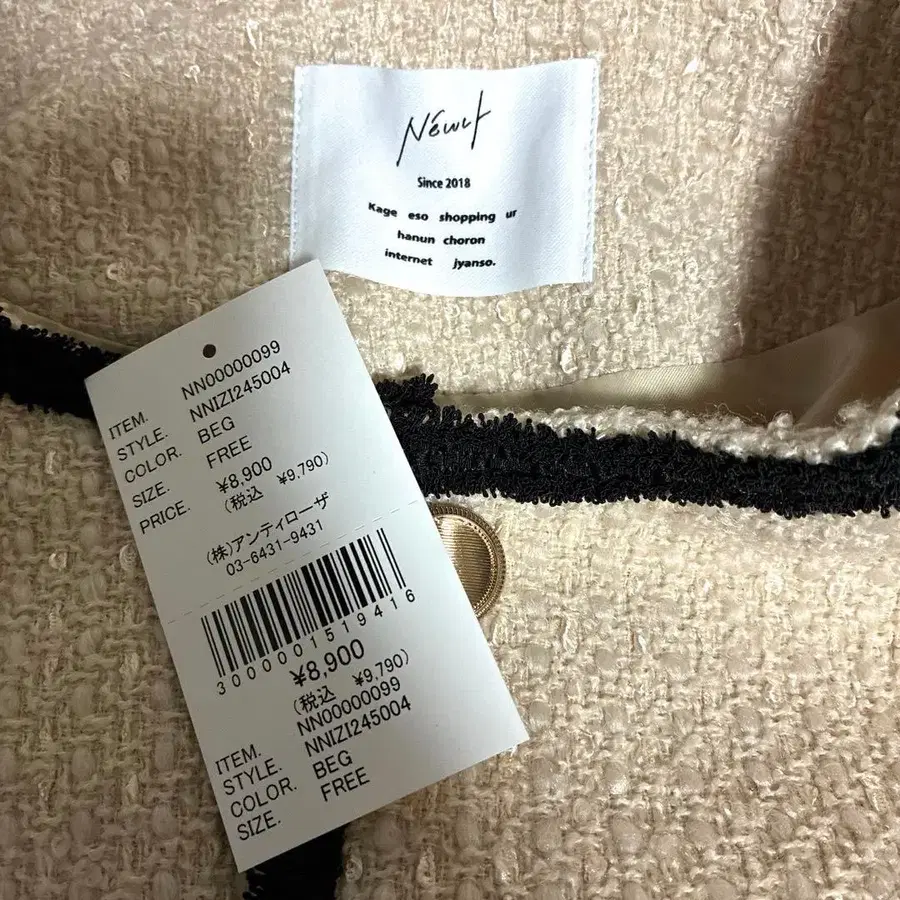 Néwlt
Since 2018
Kage eso shopping ur
hanun choron
internet jyanso.
ITEM. NN00000099
STYLE. NNIZI245004
COLOR. BEG
SIZE. FREE
PRICE. ¥8,900
(税込 ¥9,790)
(株)アンティローザ
03-6431-9431
3000001519416
¥8,900
(税込 ¥9,790)
ITEM. NN00000099
STYLE. NNIZI245004
COLOR. BEG
SIZE. FREE